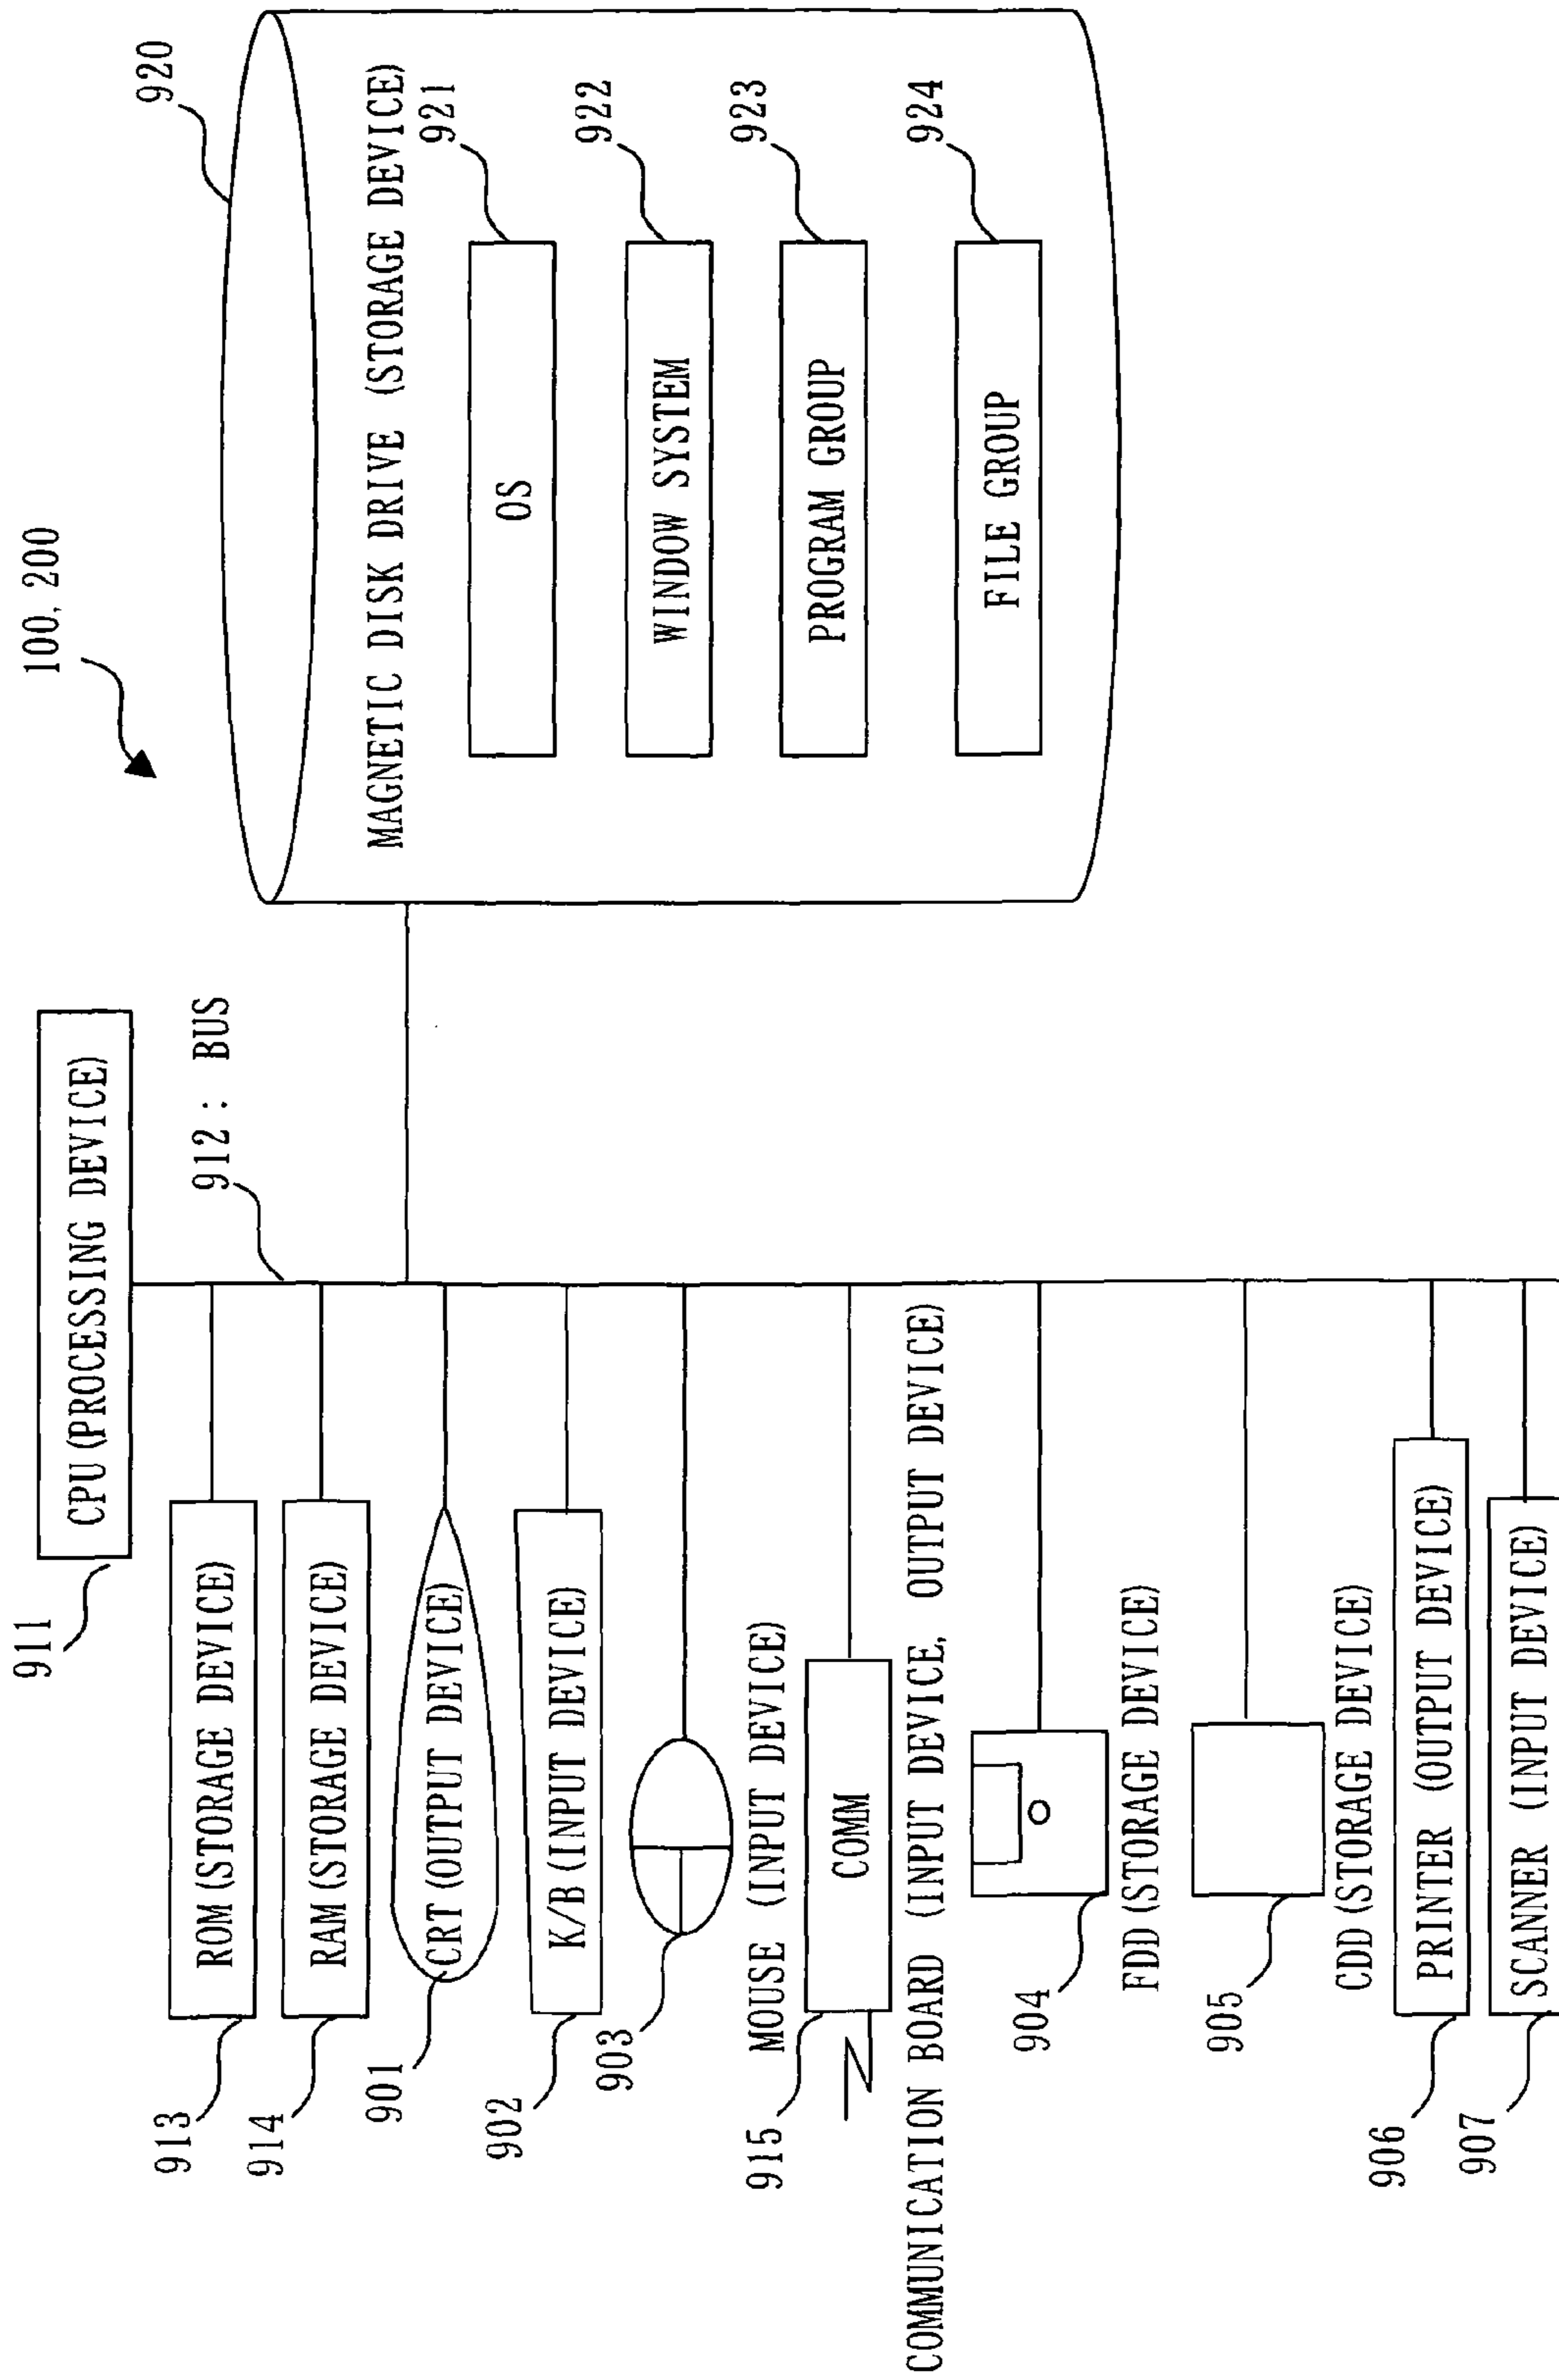 100, 200
911
CPU (PROCESSING DEVICE)
912 : BUS
913
ROM (STORAGE DEVICE)
914
RAM (STORAGE DEVICE)
901
CRT (OUTPUT DEVICE)
902
K/B (INPUT DEVICE)
903
MOUSE (INPUT DEVICE)
915
COMM
COMMUNICATION BOARD (INPUT DEVICE, OUTPUT DEVICE)
904
FDD (STORAGE DEVICE)
905
CDD (STORAGE DEVICE)
906
PRINTER (OUTPUT DEVICE)
907
SCANNER (INPUT DEVICE)
920
MAGNETIC DISK DRIVE (STORAGE DEVICE)
921
OS
922
WINDOW SYSTEM
923
PROGRAM GROUP
924
FILE GROUP